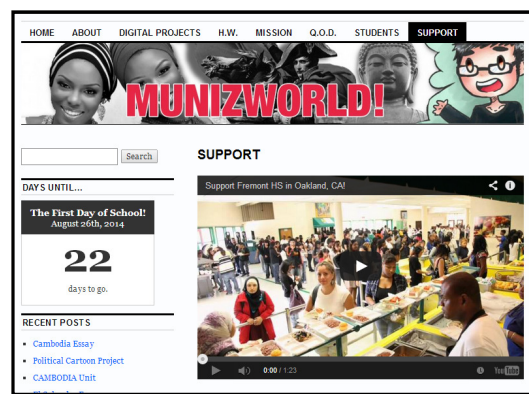 HOME ABOUT DIGITAL PROJECTS H.W. MISSION Q.O.D. STUDENTS SUPPORT
MUNIZWORLD!
Search
SUPPORT
DAYS UNTIL...
Support Fremont HS in Oakland, CA!
The First Day of School!
August 26th, 2014
22
days to go.
RECENT POSTS
Cambodia Essay
Political Cartoon Project
CAMBODIA Unit
0:00 / 1:23
YouTube